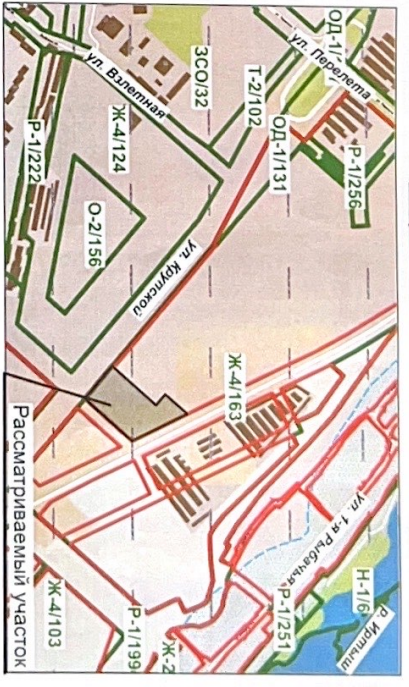 ОД-1/
ул. Перелета
ЗСО/32
Т-2/102
ул. Взлетная
ОД-1/131
Р-1/256
Ж-4/124
Р-1/222
О-2/156
ул. Крупской
Ж-4/163
ул. 1-я Рыбачья
Н-1/6
р. Иртыш
Р-1/251
Ж-2
Р-1/199
Ж-4/103
Рассматриваемый участок